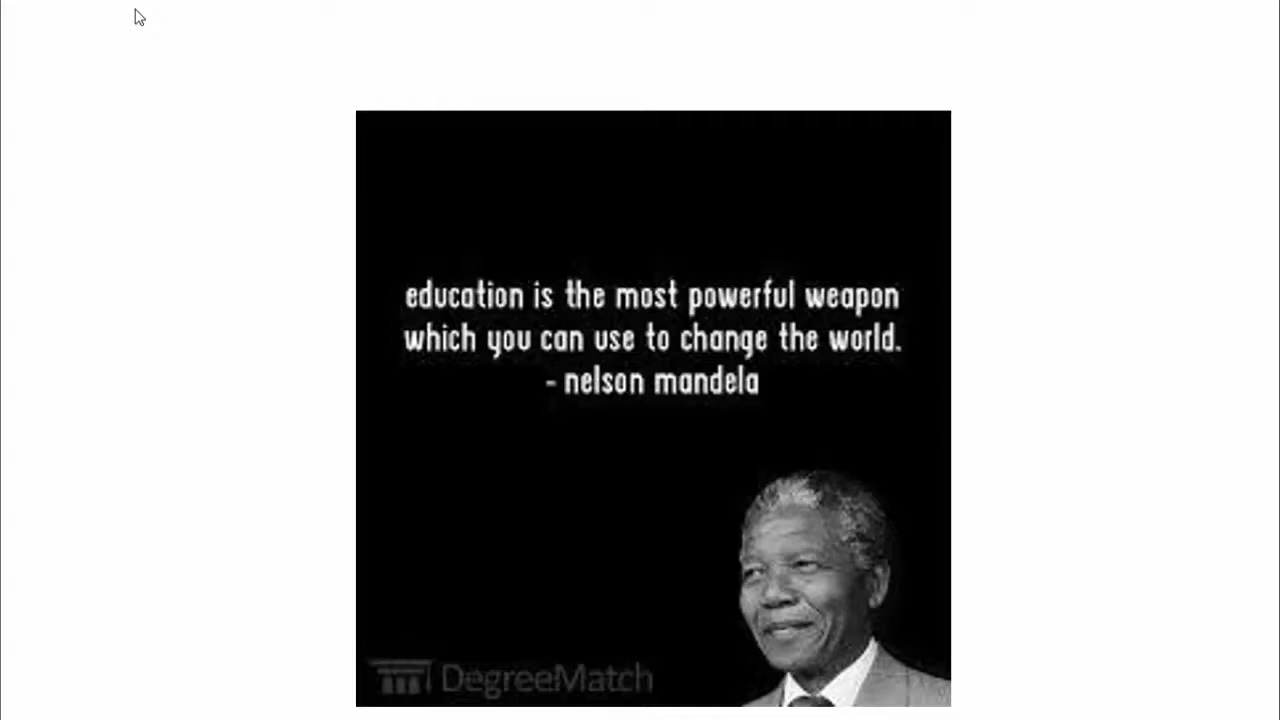 education is the most powerful weapon
which you can use to change the world.
- nelson mandela
DegreeMatch